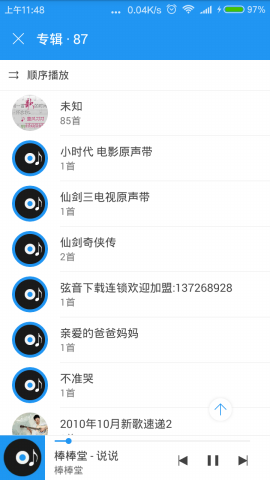 上午11:48 ... 0.04K/s 97%
专辑 · 87
顺序播放
未知
85首
小时代 电影原声带
1首
仙剑三电视原声带
1首
仙剑奇侠传
2首
弦音下载连锁欢迎加盟:137268928
1首
亲爱的爸爸妈妈
1首
不准哭
1首
2010年10月新歌速递2
棒棒堂 - 说说
棒棒堂